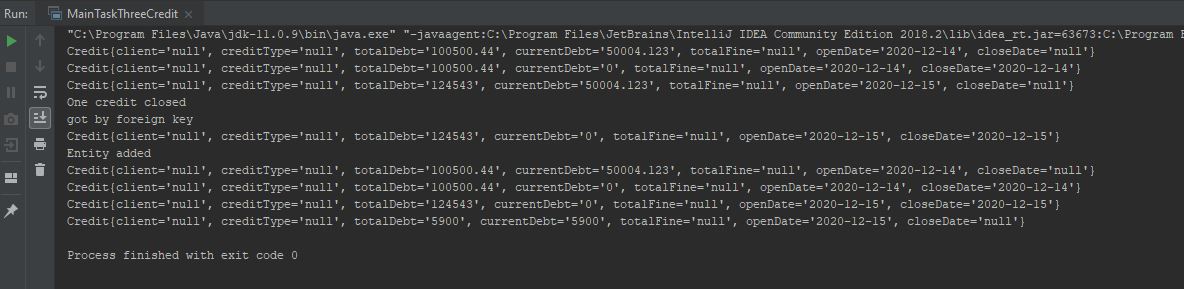 Run: MainTaskThreeCredit
"C:\Program Files\Java\jdk-11.0.9\bin\java.exe" "-javaagent:C:\Program Files\JetBrains\IntelliJ IDEA Community Edition 2018.2\lib\idea_rt.jar=63673:C:\Program F
Credit{client='null', creditType='null', totalDebt='100500.44', currentDebt='50004.123', totalFine='null', openDate='2020-12-14', closeDate='null'}
Credit{client='null', creditType='null', totalDebt='100500.44', currentDebt='0', totalFine='null', openDate='2020-12-14', closeDate='2020-12-14'}
Credit{client='null', creditType='null', totalDebt='124543', currentDebt='50004.123', totalFine='null', openDate='2020-12-15', closeDate='null'}
One credit closed
got by foreign key
Credit{client='null', creditType='null', totalDebt='124543', currentDebt='0', totalFine='null', openDate='2020-12-15', closeDate='2020-12-15'}
Entity added
Credit{client='null', creditType='null', totalDebt='100500.44', currentDebt='50004.123', totalFine='null', openDate='2020-12-14', closeDate='null'}
Credit{client='null', creditType='null', totalDebt='100500.44', currentDebt='0', totalFine='null', openDate='2020-12-14', closeDate='2020-12-14'}
Credit{client='null', creditType='null', totalDebt='124543', currentDebt='0', totalFine='null', openDate='2020-12-15', closeDate='2020-12-15'}
Credit{client='null', creditType='null', totalDebt='5900', currentDebt='5900', totalFine='null', openDate='2020-12-15', closeDate='null'}
Process finished with exit code 0